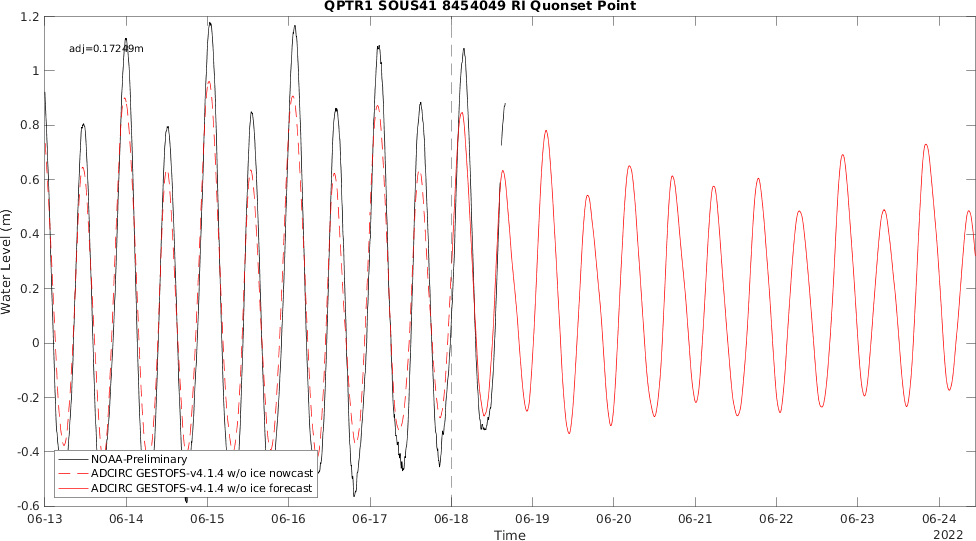 QPTR1 SOUS41 8454049 RI Quonset Point
1.2
adj=0.17249m
1
0.8
0.6
0.4
0.2
0
-0.2
-0.4
-0.6
Water Level (m)
NOAA-Preliminary
ADCIRC GESTOFS-v4.1.4 w/o ice nowcast
ADCIRC GESTOFS-v4.1.4 w/o ice forecast
06-13 06-14 06-15 06-16 06-17 06-18 06-19 06-20 06-21 06-22 06-23 06-24
Time
2022